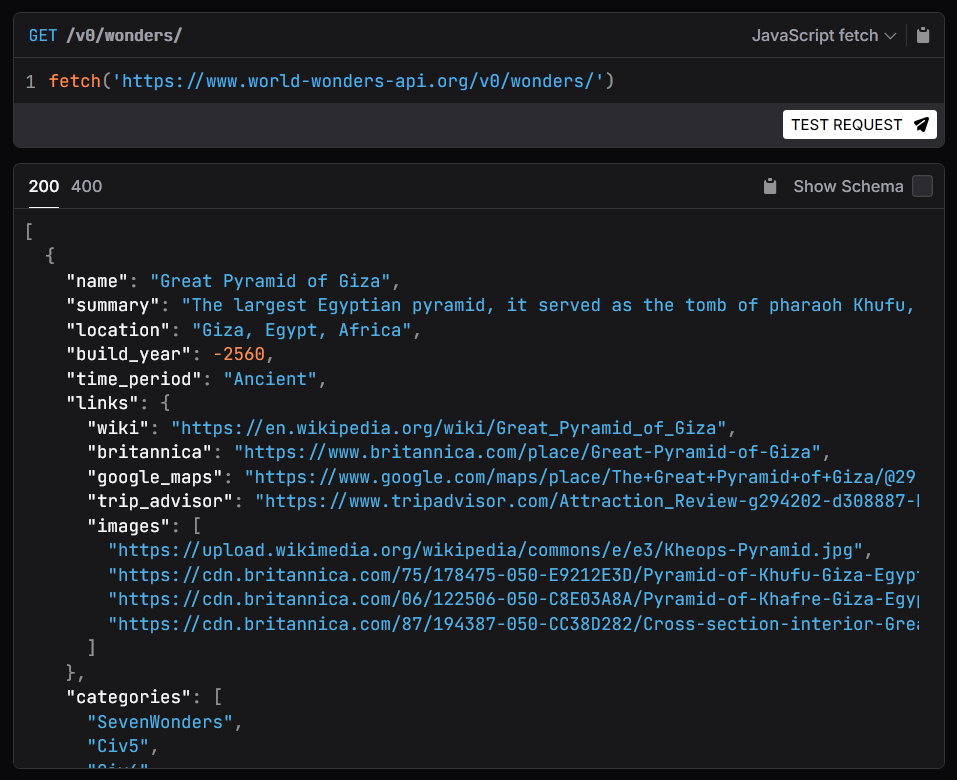 GET /v0/wonders/ JavaScript fetch
1 fetch('https://www.world-wonders-api.org/v0/wonders/')
TEST REQUEST
200 400 Show Schema
[
{
"name": "Great Pyramid of Giza",
"summary": "The largest Egyptian pyramid, it served as the tomb of pharaoh Khufu,
"location": "Giza, Egypt, Africa",
"build_year": -2560,
"time_period": "Ancient",
"links": {
"wiki": "https://en.wikipedia.org/wiki/Great_Pyramid_of_Giza",
"britannica": "https://www.britannica.com/place/Great-Pyramid-of-Giza",
"google_maps": "https://www.google.com/maps/place/The+Great+Pyramid+of+Giza/@29
"trip_advisor": "https://www.tripadvisor.com/Attraction_Review-g294202-d308887-
"images": [
"https://upload.wikimedia.org/wikipedia/commons/e/e3/Kheops-Pyramid.jpg",
"https://cdn.britannica.com/75/178475-050-E9212E3D/Pyramid-of-Khufu-Giza-Egyp
"https://cdn.britannica.com/06/122506-050-C8E03A8A/Pyramid-of-Khafre-Giza-Egy
"https://cdn.britannica.com/87/194387-050-CC38D282/Cross-section-interior-Gre
]
},
"categories": [
"SevenWonders",
"Civ5",